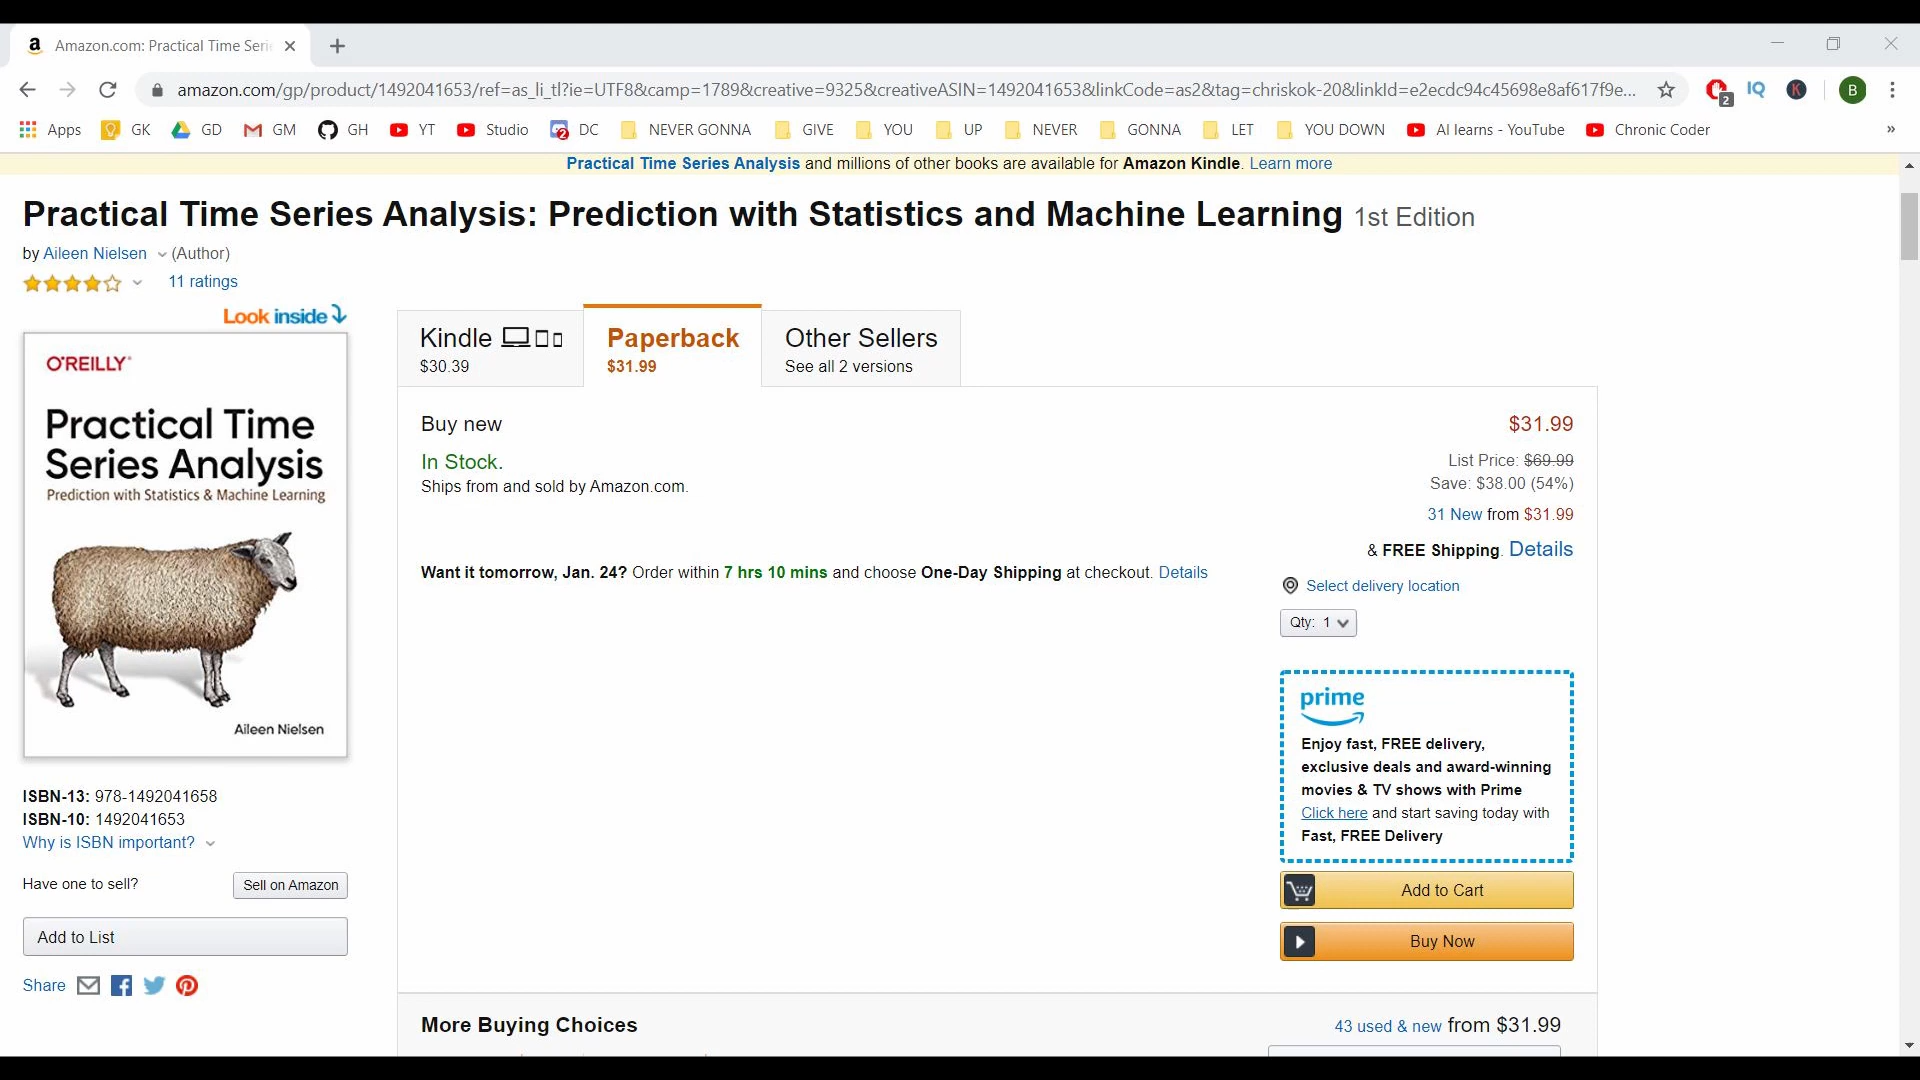 a Amazon.com: Practical Time Serie
amazon.com/gp/product/1492041653/ref=as_li_tl?ie=UTF8&camp=1789&creative=9325&creativeASIN=1492041653&linkCode=as2&tag=chriskok-20&linkId=e2ecdc94c45698e8af617f9e...
2 IQ K B
Apps GK GD GM GH YT Studio 2 DC NEVER GONNA GIVE YOU UP NEVER GONNA LET YOU DOWN AI learns - YouTube Chronic Coder »
Practical Time Series Analysis and millions of other books are available for Amazon Kindle. Learn more
Practical Time Series Analysis: Prediction with Statistics and Machine Learning 1st Edition
by Aileen Nielsen (Author)
11 ratings
Look inside
O'REILLY®
Practical Time
Series Analysis
Prediction with Statistics & Machine Learning
Aileen Nielsen
ISBN-13: 978-1492041658
ISBN-10: 1492041653
Why is ISBN important?
Have one to sell? Sell on Amazon
Add to List
Share
Kindle
$30.39
Paperback
$31.99
Other Sellers
See all 2 versions
Buy new
In Stock.
Ships from and sold by Amazon.com.
Want it tomorrow, Jan. 24? Order within 7 hrs 10 mins and choose One-Day Shipping at checkout. Details
$31.99
List Price: $69.99
Save: $38.00 (54%)
31 New from $31.99
& FREE Shipping. Details
Select delivery location
Qty: 1
prime
Enjoy fast, FREE delivery,
exclusive deals and award-winning
movies & TV shows with Prime
Click here and start saving today with
Fast, FREE Delivery
Add to Cart
Buy Now
More Buying Choices
43 used & new from $31.99